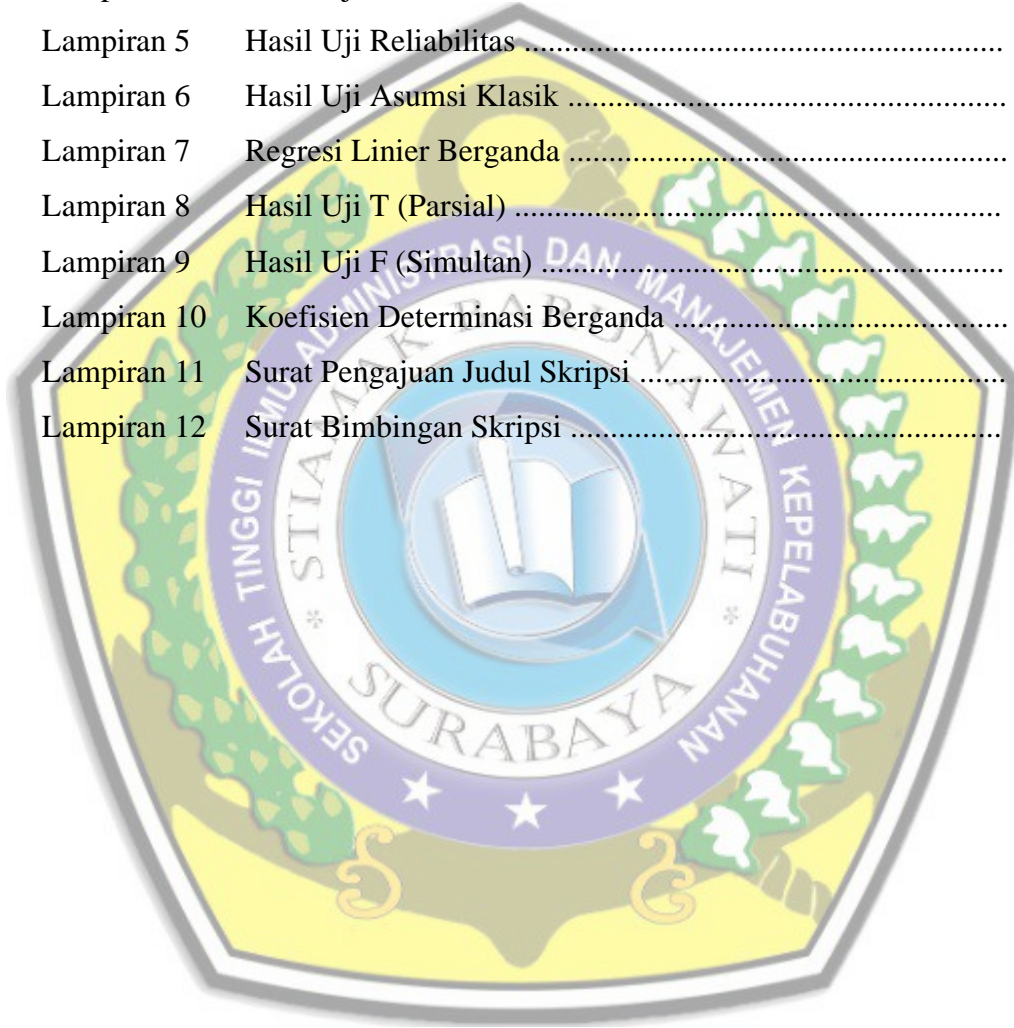 Lampiran 5 Hasil Uji Reliabilitas ...........................................................
Lampiran 6 Hasil Uji Asumsi Klasik ......................................................
Lampiran 7 Regresi Linier Berganda ......................................................
Lampiran 8 Hasil Uji T (Parsial) ............................................................
Lampiran 9 Hasil Uji F (Simultan) .........................................................
Lampiran 10 Koefisien Determinasi Berganda .........................................
Lampiran 11 Surat Pengajuan Judul Skripsi .............................................
Lampiran 12 Surat Bimbingan Skripsi .....................................................
SEKOLAH TINGGI ILMU ADMINISTRASI DAN MANAJEMEN KEPELABUHANAN
* STIAMAK BARUNAWATI *
SURABAYA